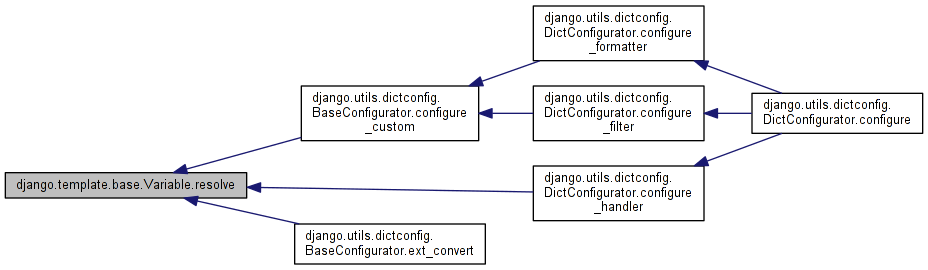 django.utils.dictconfig.
DictConfigurator.configure
_formatter
django.utils.dictconfig.
BaseConfigurator.configure
_custom
django.utils.dictconfig.
DictConfigurator.configure
_filter
django.utils.dictconfig.
DictConfigurator.configure
django.template.base.Variable.resolve
django.utils.dictconfig.
DictConfigurator.configure
_handler
django.utils.dictconfig.
BaseConfigurator.ext_convert